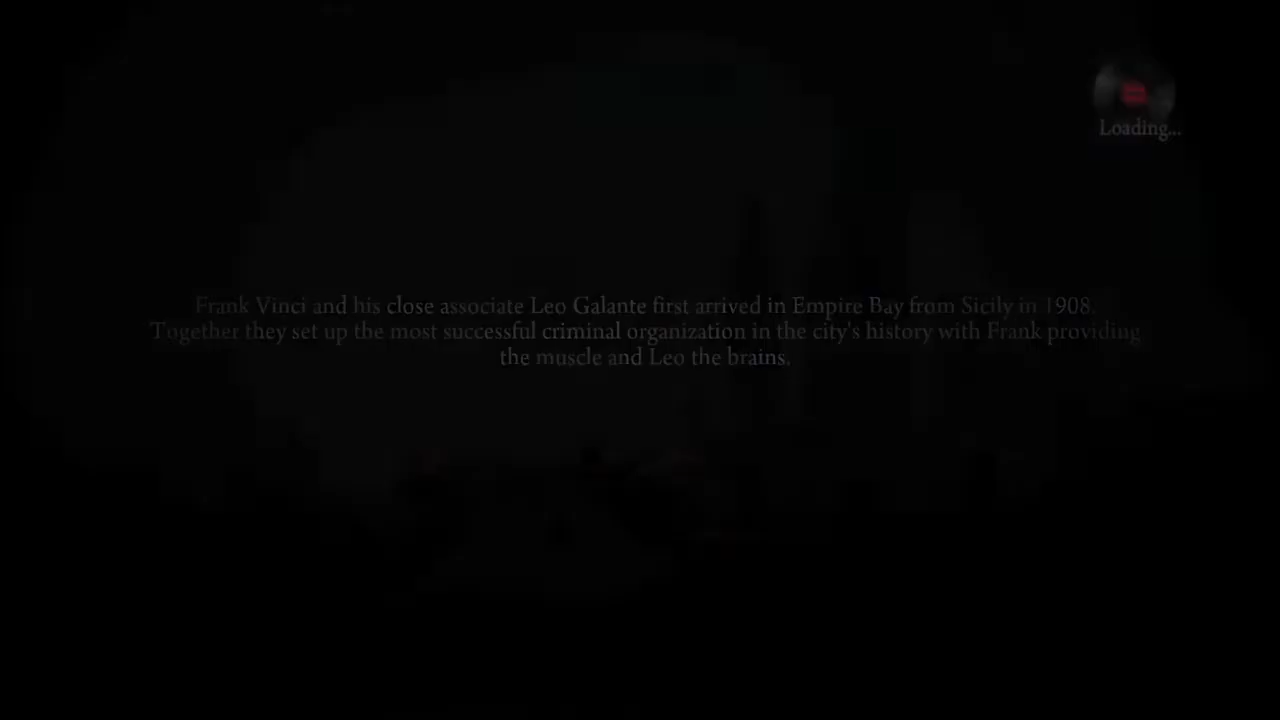 Loading...
Frank Vinci and his close associate Leo Galante first arrived in Empire Bay from Sicily in 1908.
Together they set up the most successful criminal organization in the city's history with Frank providing
the muscle and Leo the brains.